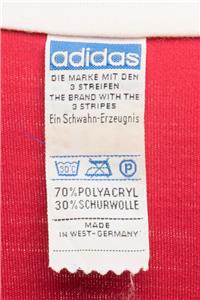 adidas
DIE MARKE MIT DEN
3 STREIFEN
THE BRAND WITH THE
3 STRIPES
Ein Schwahn-Erzeugnis
30°C P
70% POLYACRYL
30% SCHURWOLLE
MADE
IN WEST-GERMANY